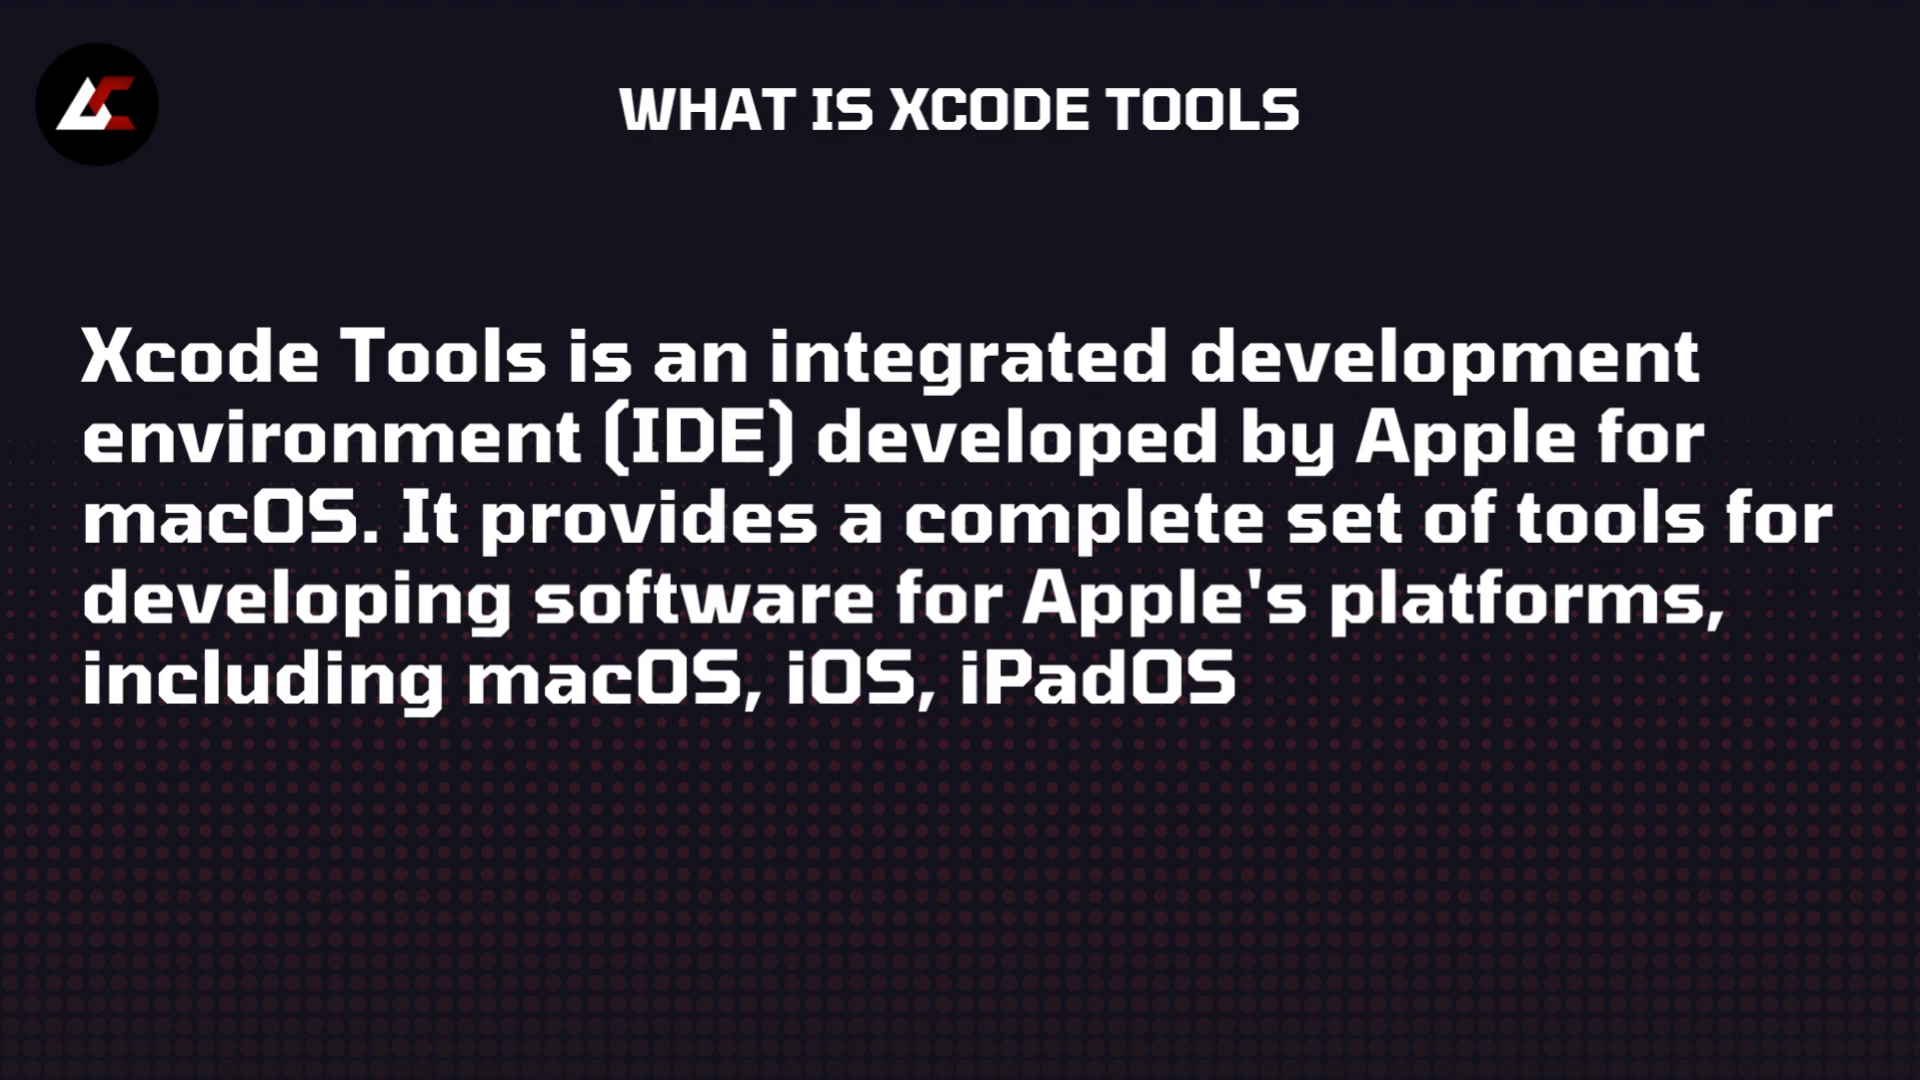 WHAT IS XCODE TOOLS
Xcode Tools is an integrated development
environment (IDE) developed by Apple for
macOS. It provides a complete set of tools for
developing software for Apple's platforms,
including macOS, iOS, iPadOS